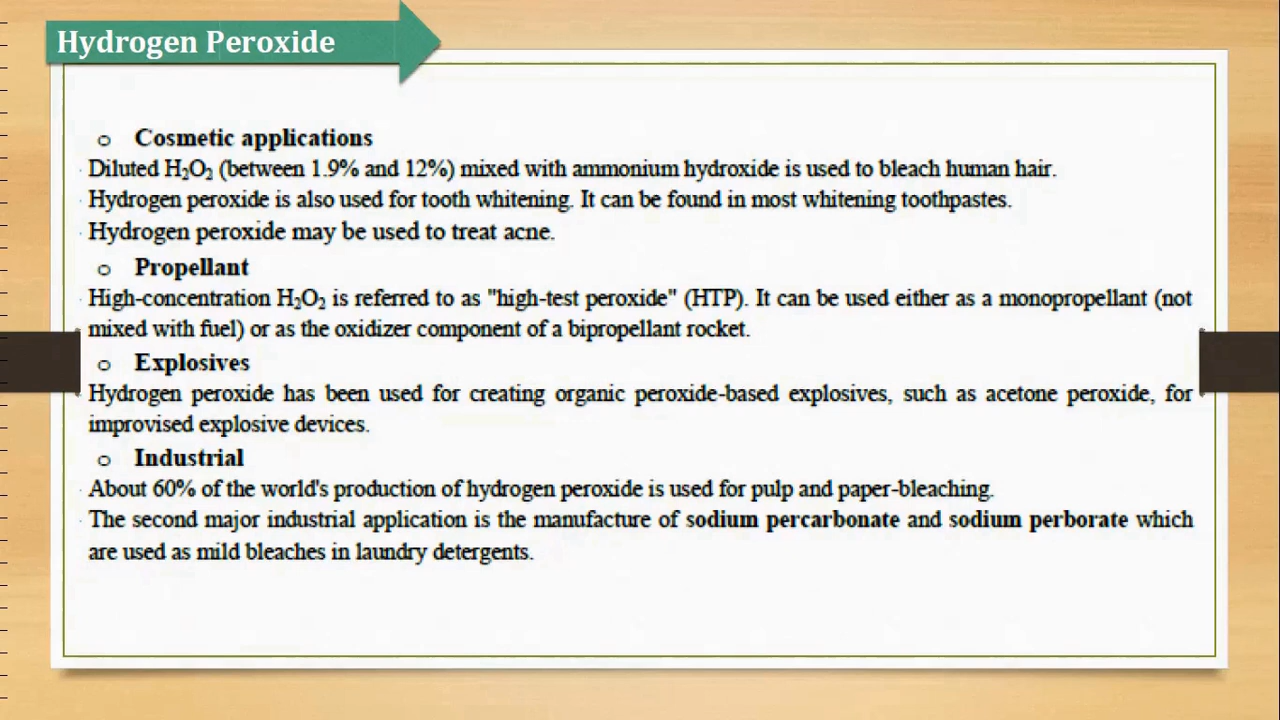 Hydrogen Peroxide
o Cosmetic applications
Diluted H₂O₂ (between 1.9% and 12%) mixed with ammonium hydroxide is used to bleach human hair.
Hydrogen peroxide is also used for tooth whitening. It can be found in most whitening toothpastes.
Hydrogen peroxide may be used to treat acne.
o Propellant
High-concentration H₂O₂ is referred to as "high-test peroxide" (HTP). It can be used either as a monopropellant (not
mixed with fuel) or as the oxidizer component of a bipropellant rocket.
o Explosives
Hydrogen peroxide has been used for creating organic peroxide-based explosives, such as acetone peroxide, for
improvised explosive devices.
o Industrial
About 60% of the world's production of hydrogen peroxide is used for pulp and paper-bleaching.
The second major industrial application is the manufacture of sodium percarbonate and sodium perborate which
are used as mild bleaches in laundry detergents.